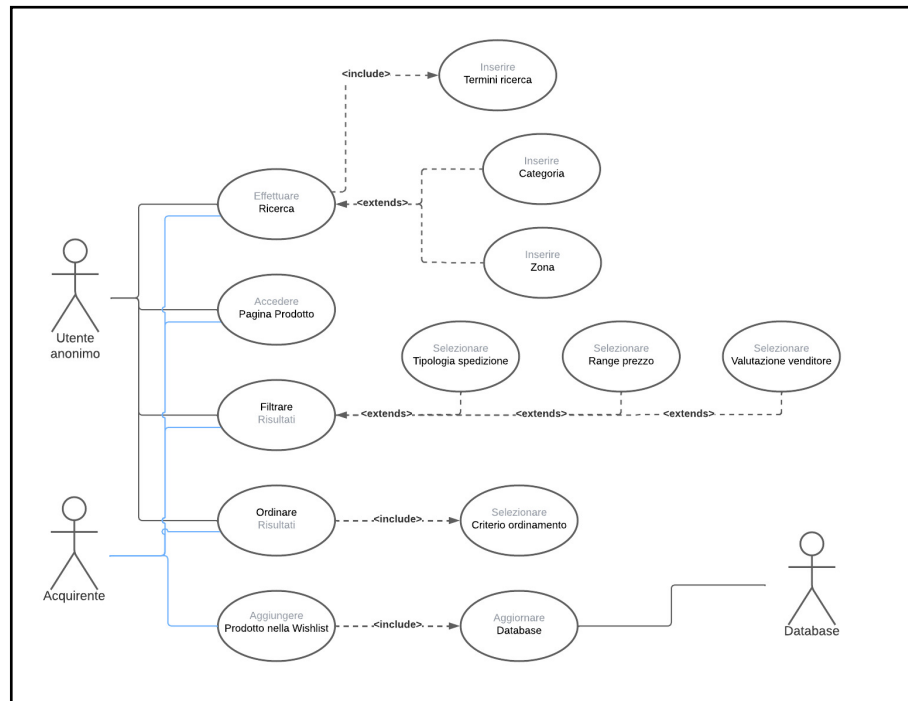 Inserire
Termini ricerca
<include>
Inserire
Categoria
Effettuare
Ricerca
<extends>
Inserire
Zona
Accedere
Pagina Prodotto
Utente
anonimo
Selezionare
Tipologia spedizione
Selezionare
Range prezzo
Selezionare
Valutazione venditore
Filtrare
Risultati
<extends>
<extends>
<extends>
Ordinare
Risultati
<include>
Selezionare
Criterio ordinamento
Acquirente
Aggiungere
Prodotto nella Wishlist
<include>
Aggiornare
Database
Database